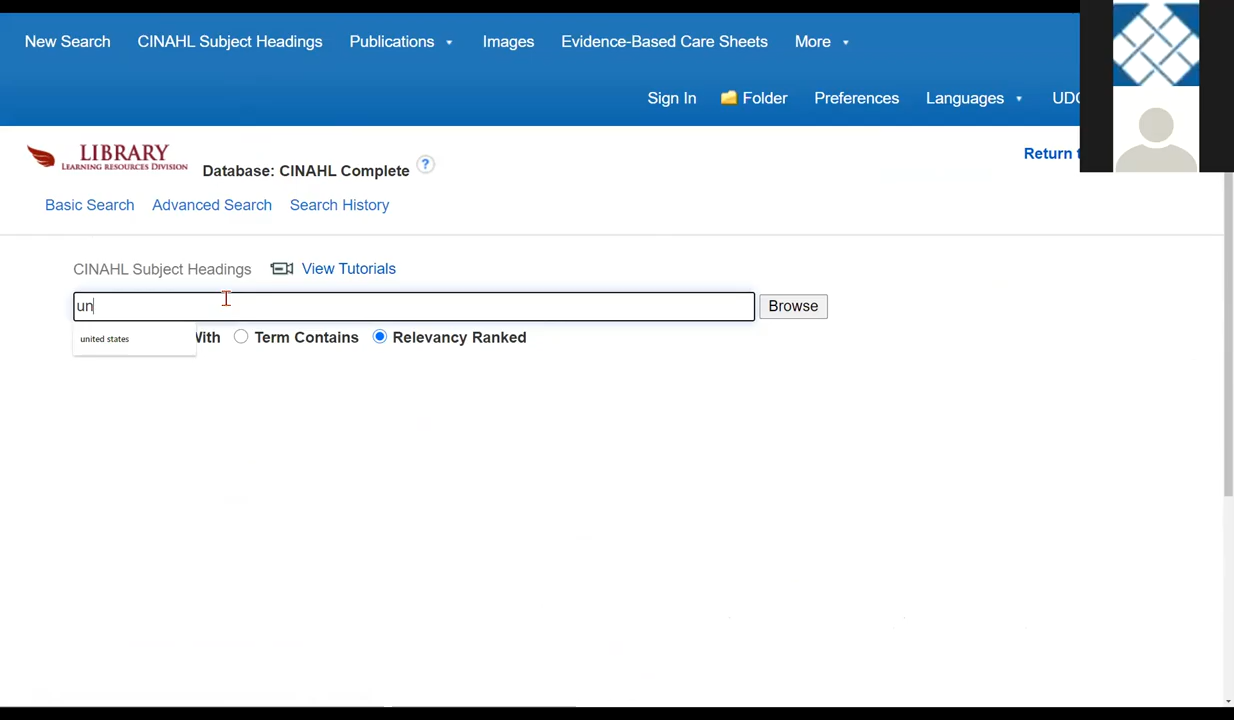 New Search CINAHL Subject Headings Publications Images Evidence-Based Care Sheets More
Sign In Folder Preferences Languages UDC
LIBRARY
LEARNING RESOURCES DIVISION
Database: CINAHL Complete ?
Return
Basic Search Advanced Search Search History
CINAHL Subject Headings View Tutorials
un Browse
united states
With Term Contains Relevancy Ranked